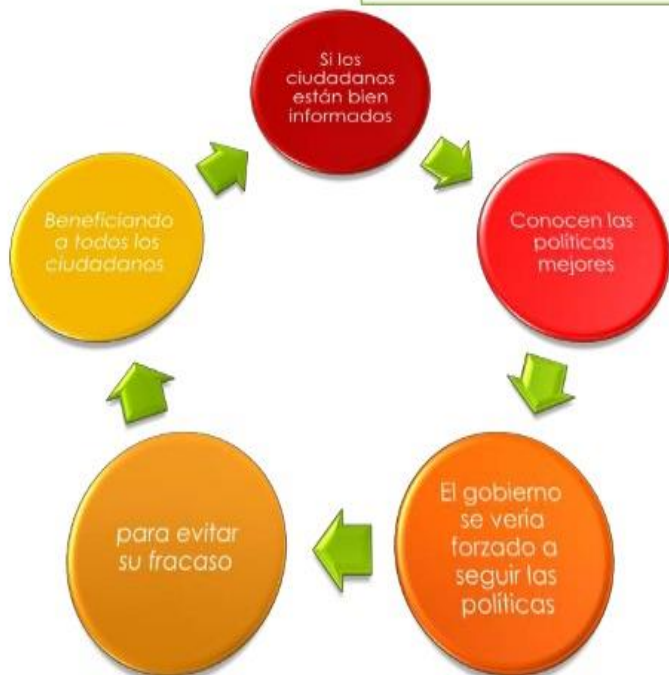 Si los
ciudadanos
están bien
informados
Conocen las
políticas
mejores
El gobierno
se vería
forzado a
seguir las
políticas
para evitar
su fracaso
Beneficiando
a todos los
ciudadanos